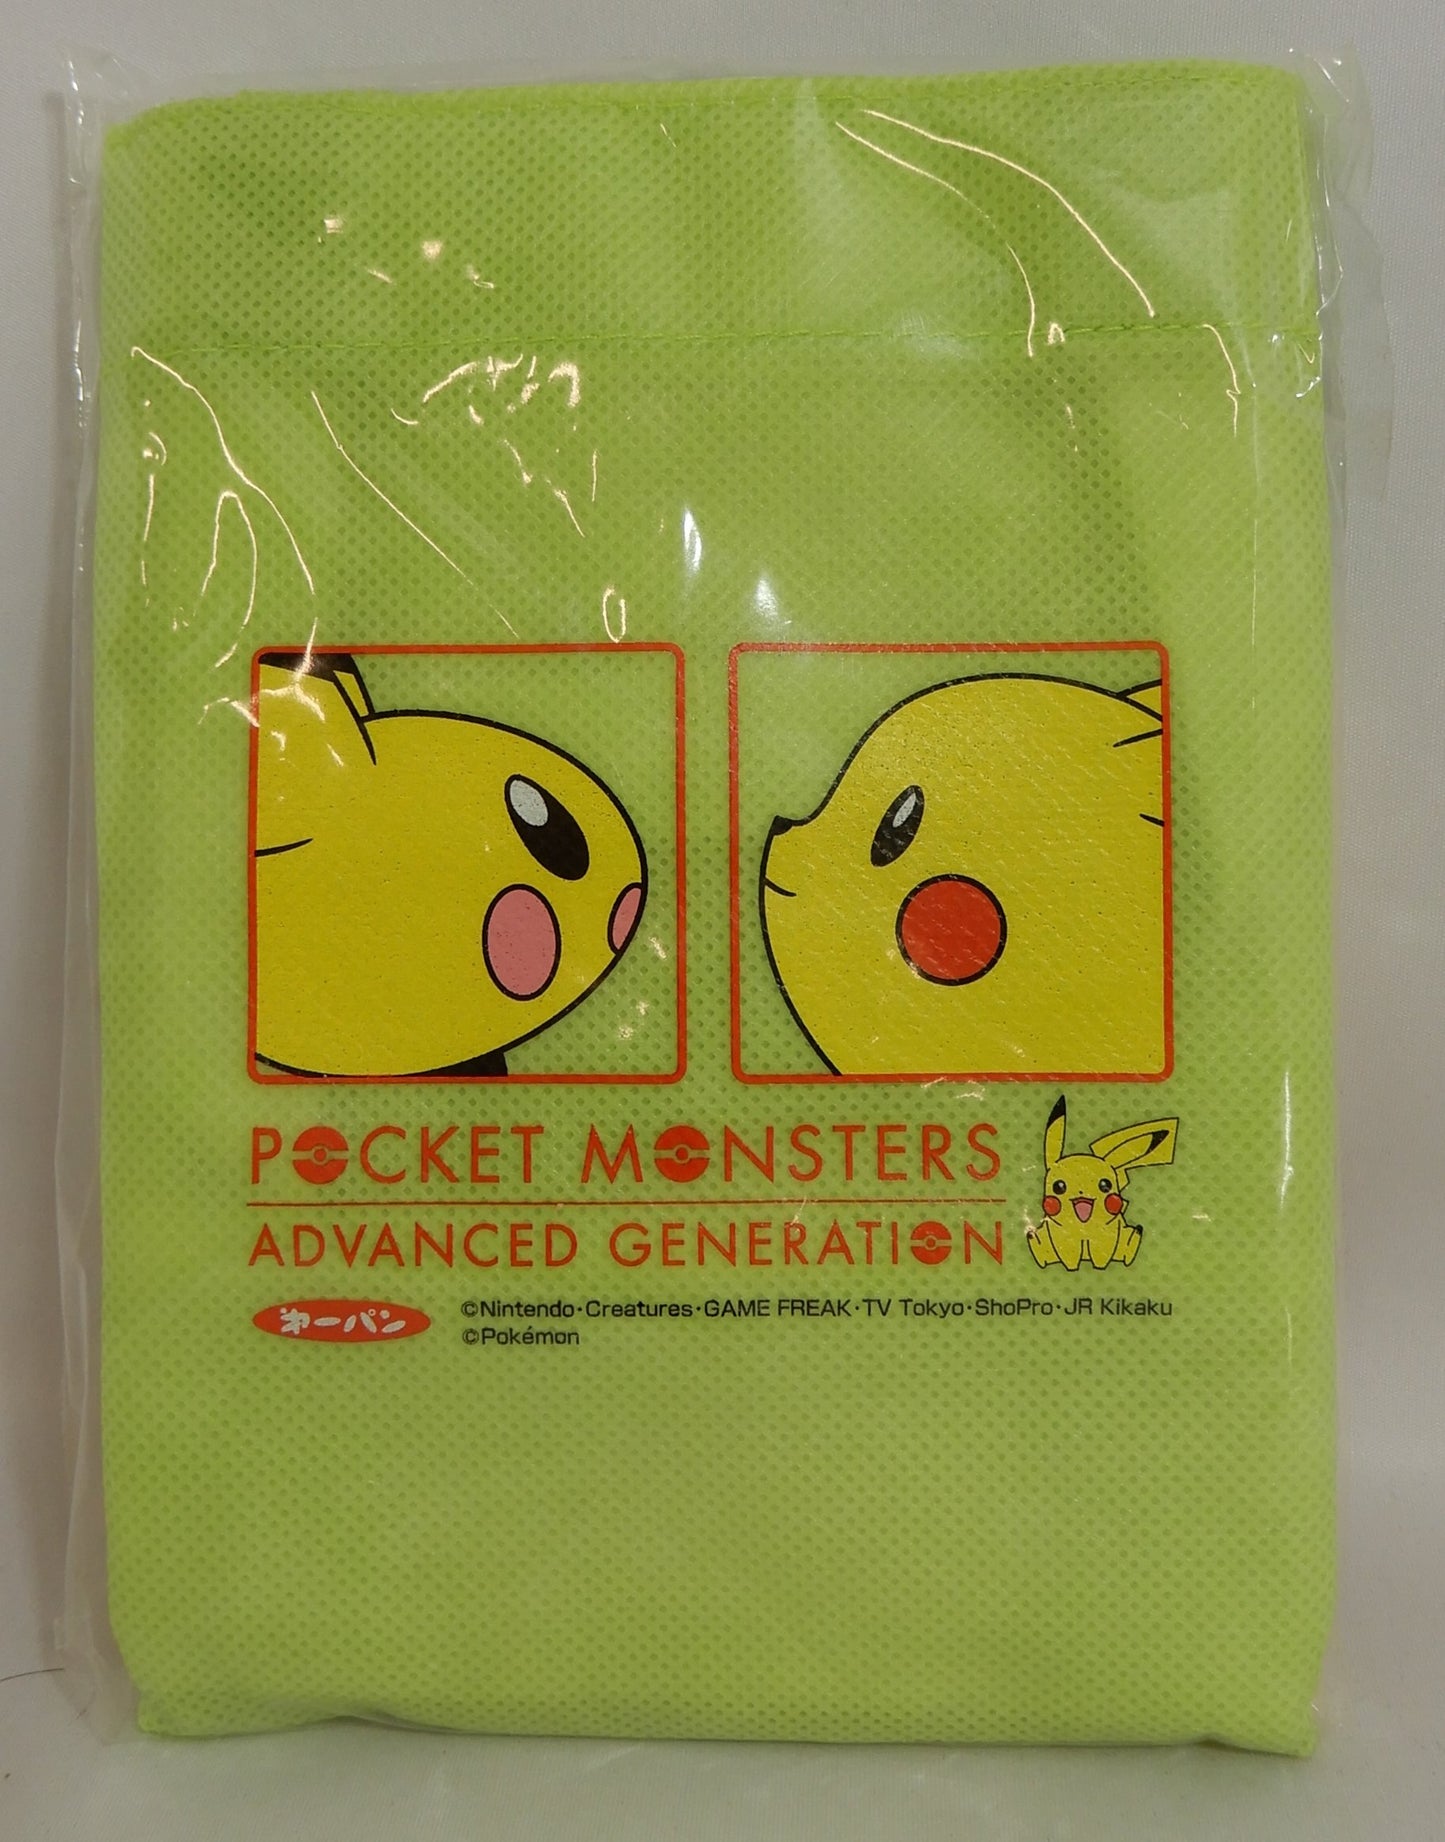 POCKET MONSTERS
ADVANCED GENERATION
第一パン
©Nintendo・Creatures・GAME FREAK・TV Tokyo・ShoPro・JR Kikaku
©Pokémon